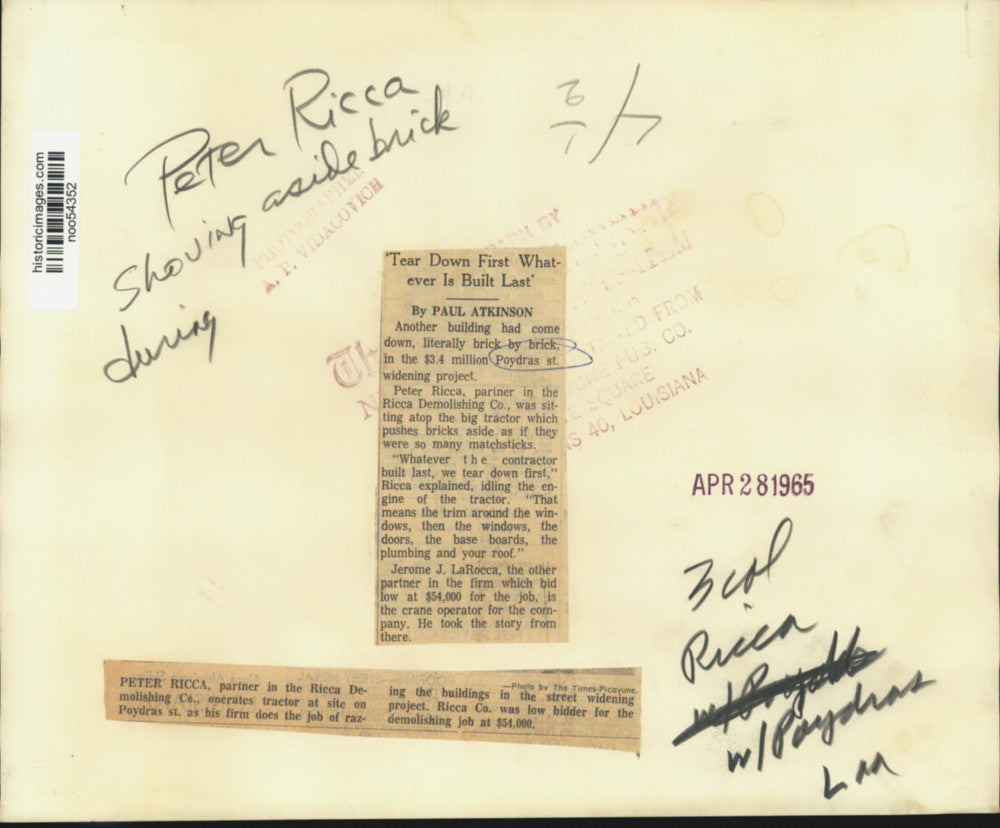 Peter Ricca
shoving aside brick
during
6/7
historicimages.com
noo54352
PHOTOGRAPHER
A. P. VIDACOVICH
'Tear Down First What-
ever Is Built Last'
By PAUL ATKINSON
Another building had come
down, literally brick by brick,
in the $3.4 million Poydras st.
widening project.
Peter Ricca, partner in the
Ricca Demolishing Co., was sit-
ting atop the big tractor which
pushes bricks aside as if they
were so many matchsticks.
"Whatever the contractor
built last, we tear down first,"
Ricca explained, idling the en-
gine of the tractor. "That
means the trim around the win-
dows, then the windows, the
doors, the base boards, the
plumbing and your roof."
Jerome J. LaRocca, the other
partner in the firm which bid
low at $54,000 for the job, is
the crane operator for the com-
pany. He took the story from
there.
FROM
PUB. CO.
SQUARE
40, LOUISIANA
APR 28 1965
3 col
Ricca
w/Poydras
—Photo by The Times-Picayune.
PETER RICCA, partner in the Ricca De-
molishing Co., operates tractor at site on
Poydras st. as his firm does the job of raz-
ing the buildings in the street widening
project. Ricca Co. was low bidder for the
demolishing job at $54,000.